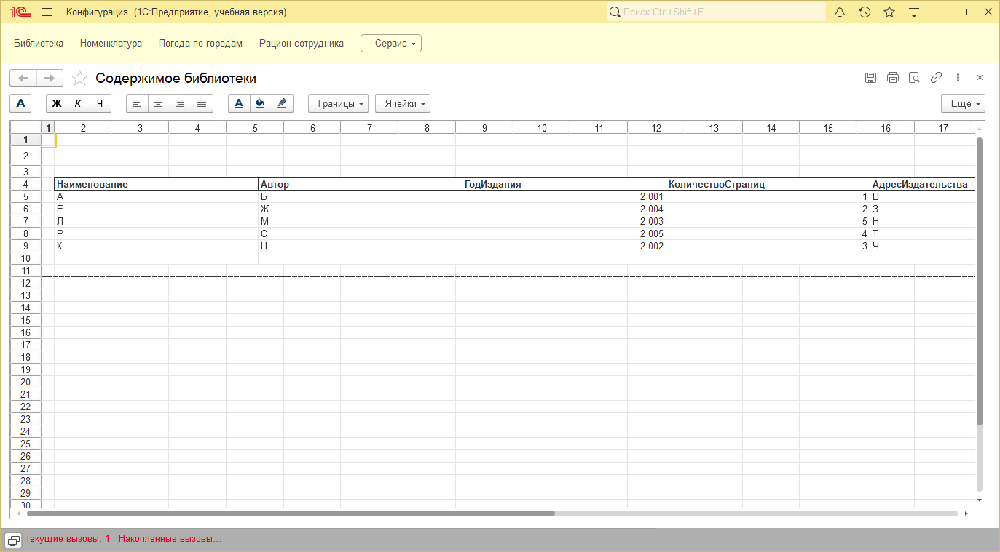 1С Конфигурация (1С:Предприятие, учебная версия) Поиск Ctrl+Shift+F
Библиотека Номенклатура Погода по городам Рацион сотрудника Сервис
Содержимое библиотеки
А Ж К Ч А Границы Ячейки Еще
1 2 3 4 5 6 7 8 9 10 11 12 13 14 15 16 17
1
2
3
4 Наименование Автор ГодИздания КоличествоСтраниц АдресИздательства
5 А Б 2 001 1 В
6 Е Ж 2 004 2 З
7 Л М 2 003 5 Н
8 Р С 2 005 4 Т
9 Х Ц 2 002 3 Ч
10
11
12
13
14
15
16
17
18
19
20
21
22
23
24
25
26
27
28
29
30
Текущие вызовы: 1 Накопленные вызовы...